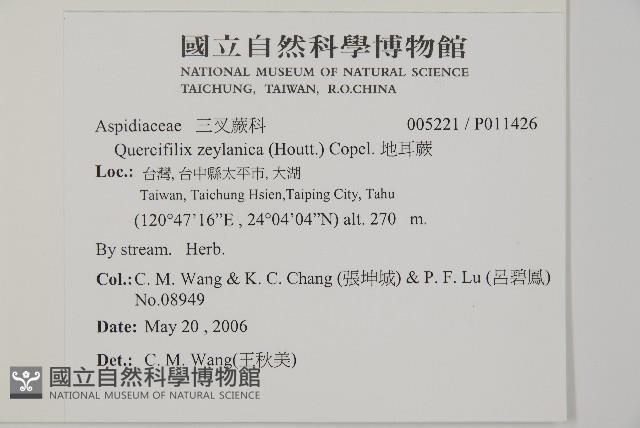 國立自然科學博物館
NATIONAL MUSEUM OF NATURAL SCIENCE
TAICHUNG, TAIWAN, R.O.CHINA
Aspidiaceae 三叉蕨科 005221 / P011426
Quercifilix zeylanica (Houtt.) Copel. 地耳蕨
Loc.: 台灣, 台中縣太平市, 大湖
Taiwan, Taichung Hsien,Taiping City, Tahu
(120°47’16”E , 24°04’04”N) alt. 270 m.
By stream. Herb.
Col.: C. M. Wang & K. C. Chang (張坤城) & P. F. Lu (呂碧鳳)
No.08949
Date: May 20 , 2006
Det.: C. M. Wang(王秋美)
國立自然科學博物館
NATIONAL MUSEUM OF NATURAL SCIENCE